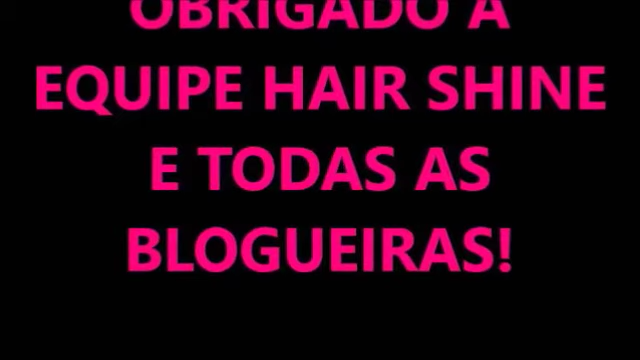 OBRIGADO A
EQUIPE HAIR SHINE
E TODAS AS
BLOGUEIRAS!